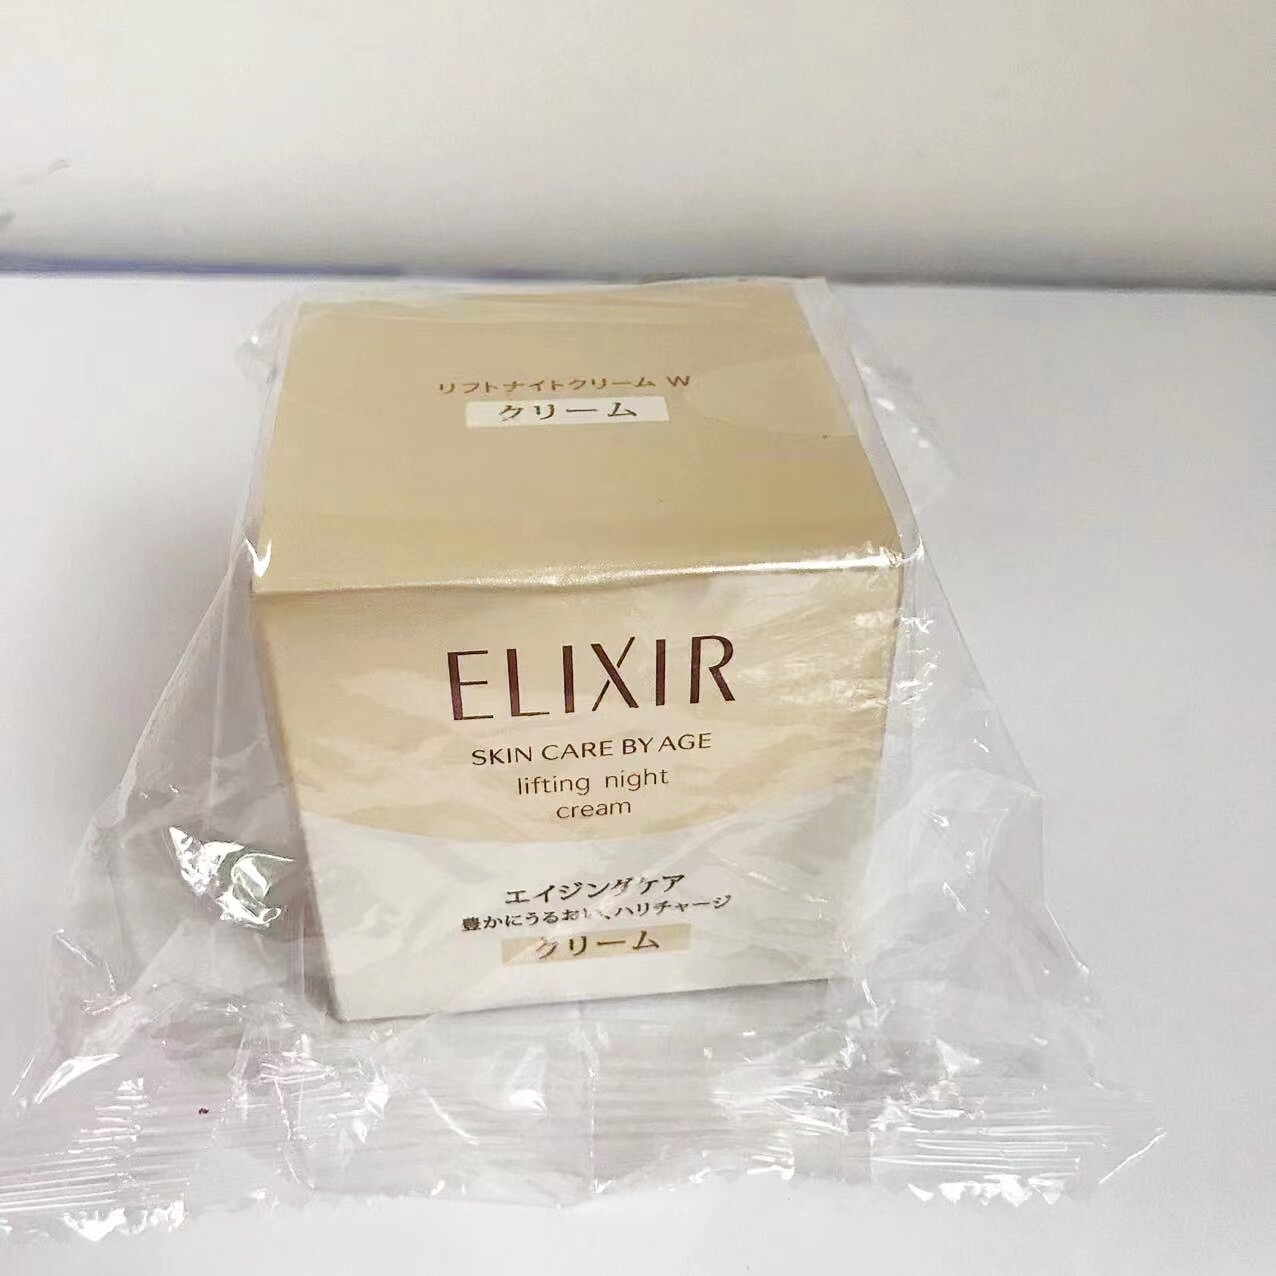 リフトナイトクリーム W
クリーム
ELIXIR
SKIN CARE BY AGE
lifting night
cream
エイジングケア
豊かにうるおい、ハリチャージ
クリーム